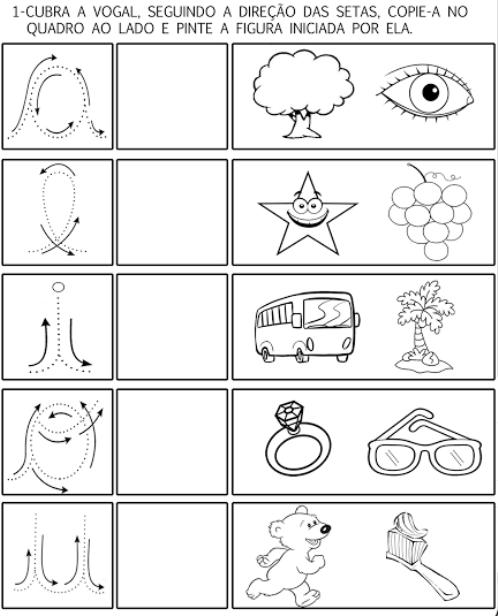 1-CUBRA A VOGAL, SEGUINDO A DIREÇÃO DAS SETAS, COPIE-A NO
QUADRO AO LADO E PINTE A FIGURA INICIADA POR ELA.
a
e
i
o
u